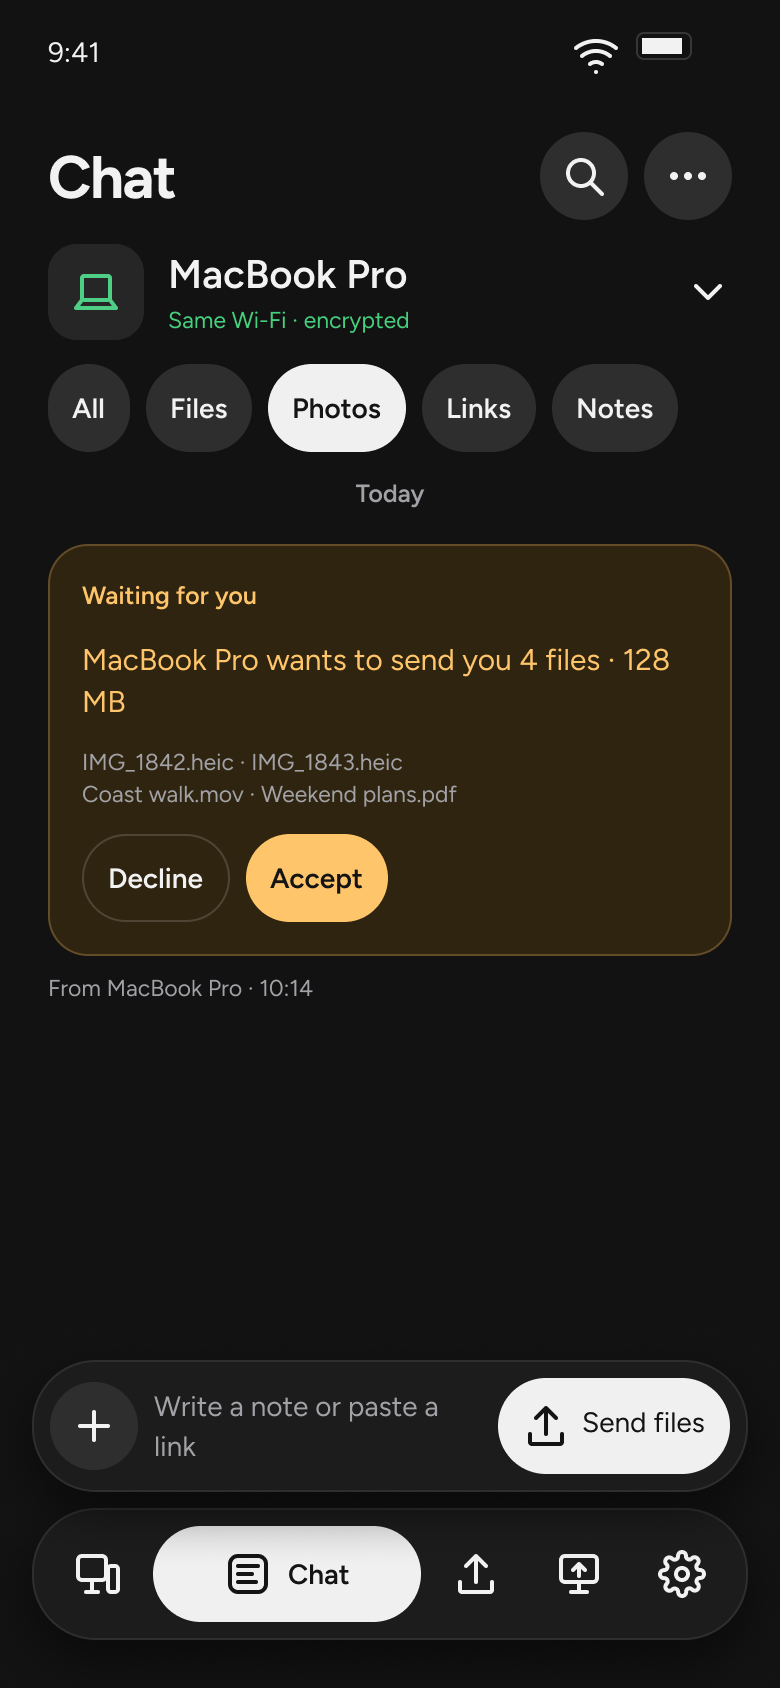 9:41
Chat
MacBook Pro
Same Wi-Fi · encrypted
All
Files
Photos
Links
Notes
Today
Waiting for you
MacBook Pro wants to send you 4 files · 128
MB
IMG_1842.heic · IMG_1843.heic
Coast walk.mov · Weekend plans.pdf
Decline
Accept
From MacBook Pro · 10:14
Write a note or paste a
link
Send files
Chat